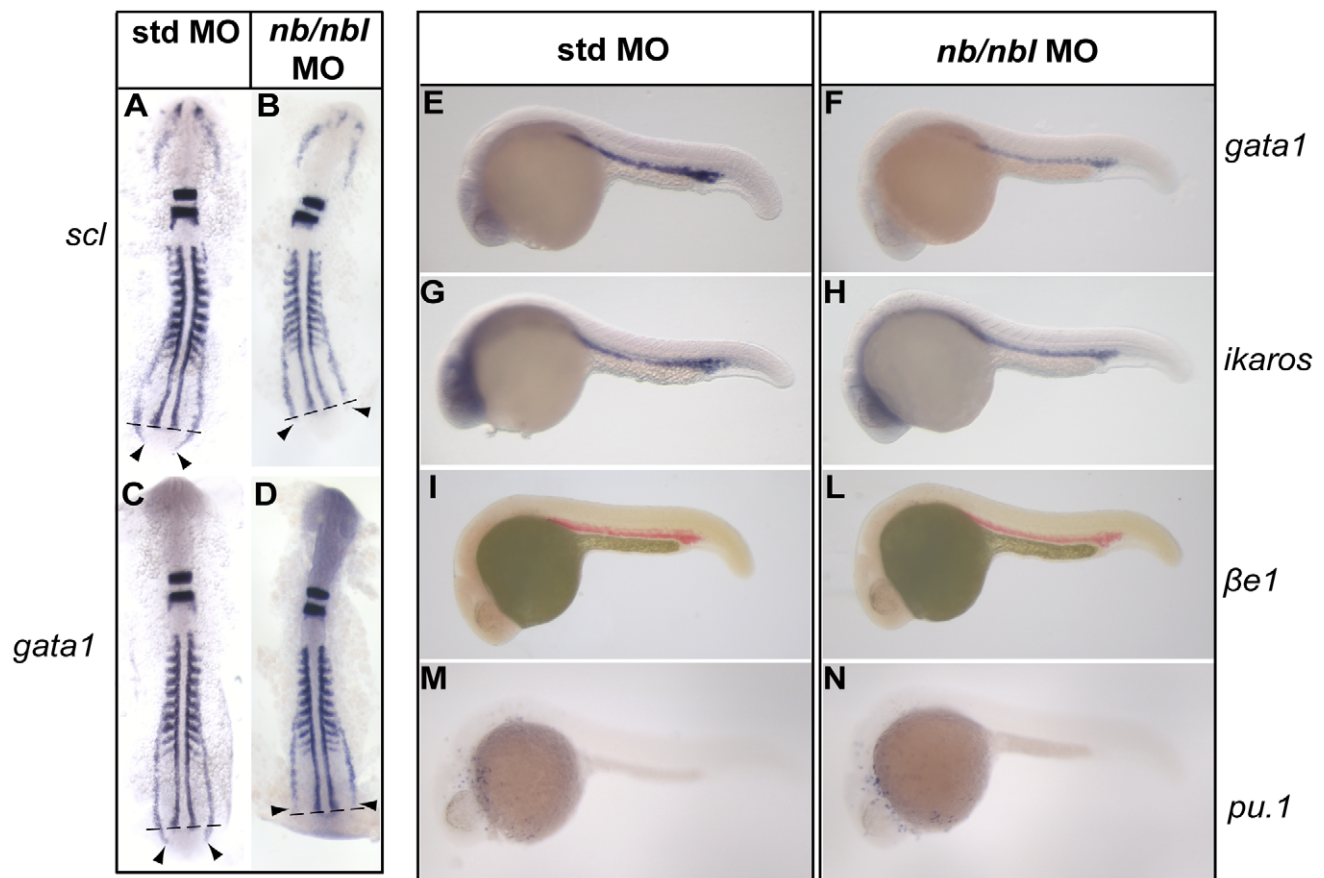 std MO
nb/nbl
MO
std MO
nb/nbl MO
A
B
E
F
gata1
scl
G
H
ikaros
C
D
I
L
βe1
gata1
M
N
pu.1